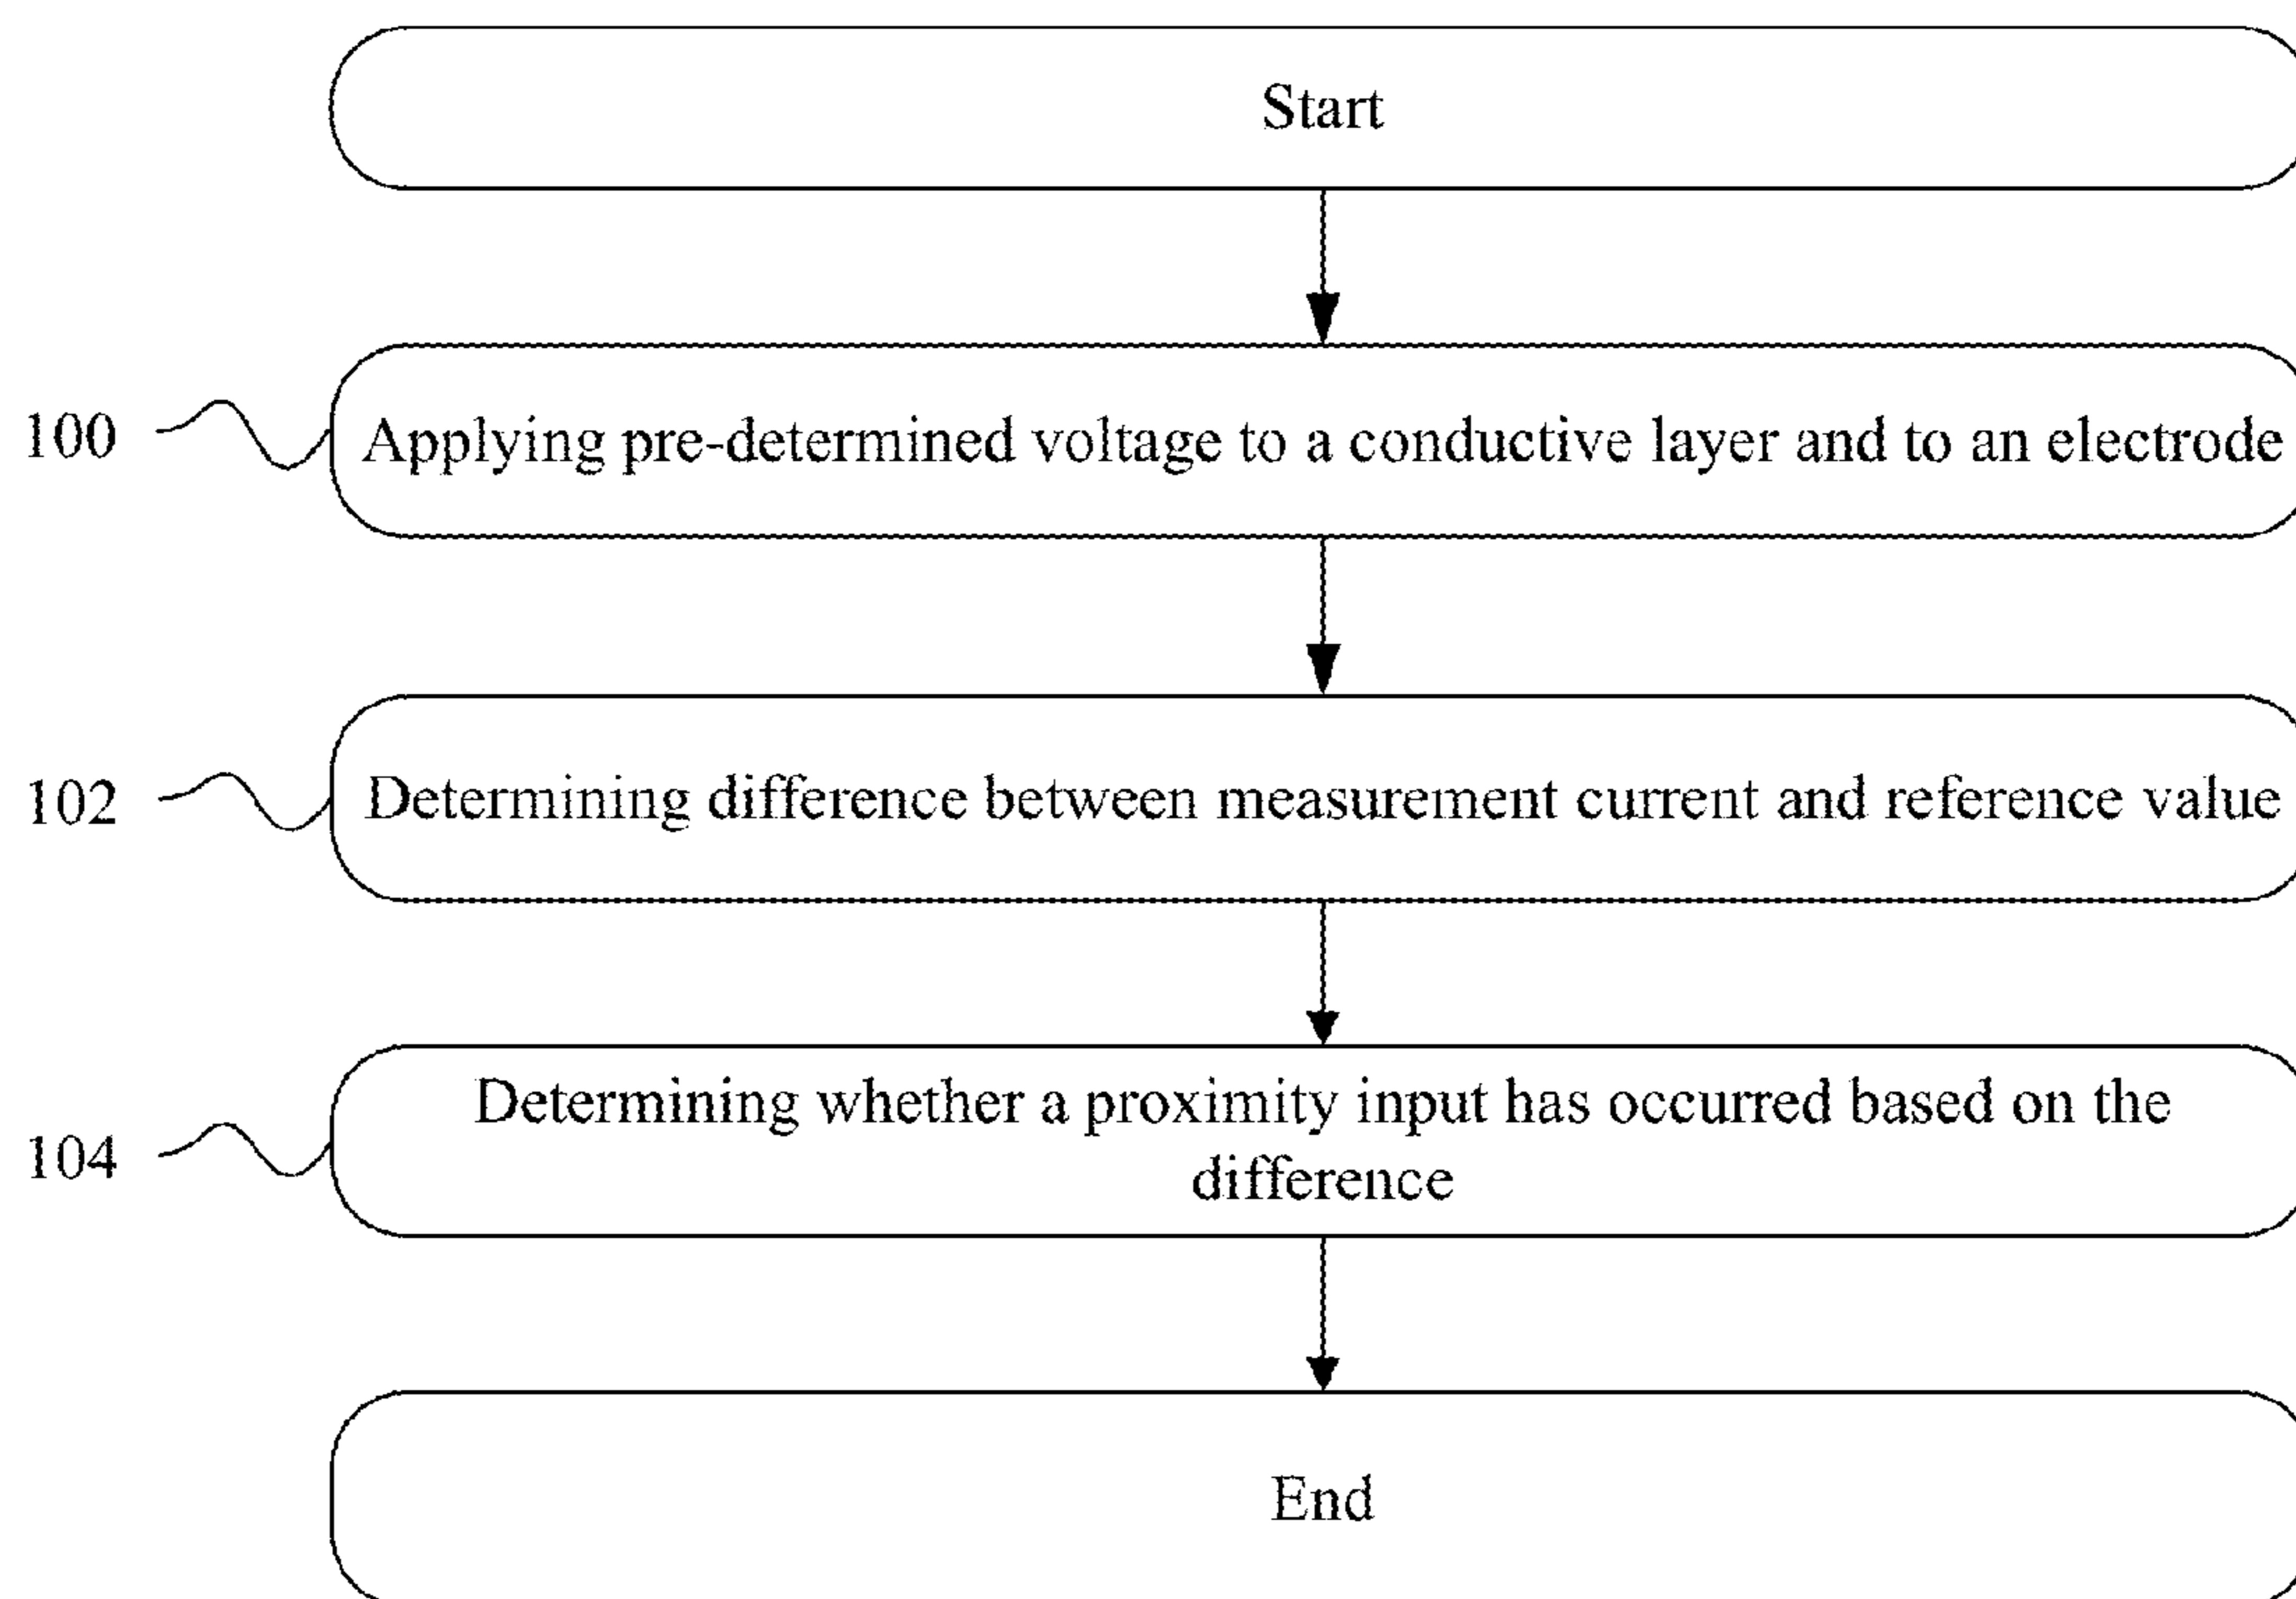 Start
100
Applying pre-determined voltage to a conductive layer and to an electrode
102
Determining difference between measurement current and reference value
104
Determining whether a proximity input has occurred based on the
difference
End